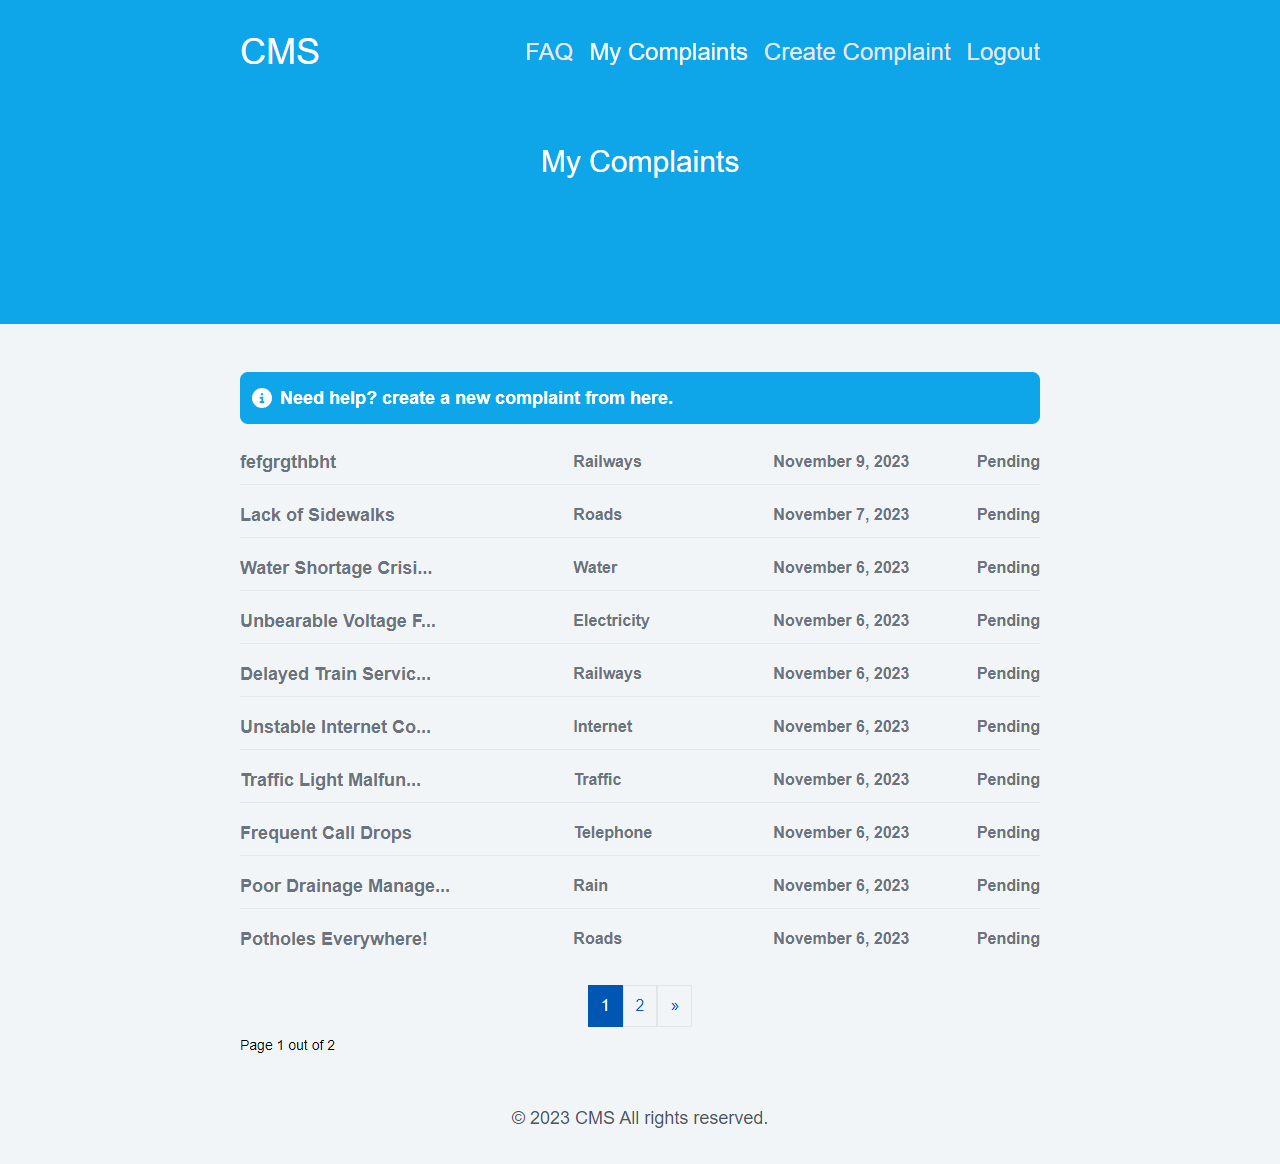 CMS FAQ My Complaints Create Complaint Logout
My Complaints
Need help? create a new complaint from here.
fefgrgthbht Railways November 9, 2023 Pending
Lack of Sidewalks Roads November 7, 2023 Pending
Water Shortage Crisi... Water November 6, 2023 Pending
Unbearable Voltage F... Electricity November 6, 2023 Pending
Delayed Train Servic... Railways November 6, 2023 Pending
Unstable Internet Co... Internet November 6, 2023 Pending
Traffic Light Malfun... Traffic November 6, 2023 Pending
Frequent Call Drops Telephone November 6, 2023 Pending
Poor Drainage Manage... Rain November 6, 2023 Pending
Potholes Everywhere! Roads November 6, 2023 Pending
1 2 »
Page 1 out of 2
© 2023 CMS All rights reserved.